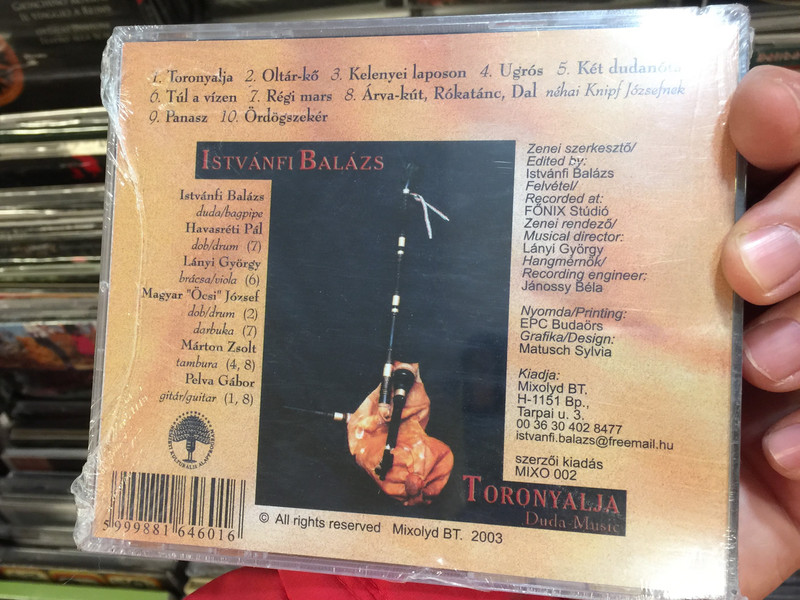 1. Toronyalja 2. Oltár-kő 3. Kelenyei laposon 4. Ugrós 5. Két dudanóta
6. Túl a vízen 7. Régi mars 8. Árva-kút, Rókatánc, Dal néhai Knipf Józsefnek
9. Panasz 10. Ördögszekér
ISTVÁNFI BALÁZS
Istvánfi Balázs
duda/bagpipe
Havasréti Pál
dob/drum (7)
Lányi György
brácsa/viola (6)
Magyar "Öcsi" József
dob/drum (2)
darbuka (7)
Márton Zsolt
tambura (4, 8)
Pelva Gábor
gitár/guitar (1, 8)
Zenei szerkesztő/
Edited by:
Istvánfi Balázs
Felvétel/
Recorded at:
FŐNIX Stúdió
Zenei rendező/
Musical director:
Lányi György
Hangmérnök/
Recording engineer:
Jánossy Béla
Nyomda/Printing:
EPC Budaörs
Grafika/Design:
Matusch Sylvia
Kiadja:
Mixolyd BT.
H-1151 Bp.,
Tarpai u. 3.
00 36 30 402 8477
istvanfi.balazs@freemail.hu
szerzői kiadás
MIXO 002
TORONYALJA
Duda-Music
5 999881 646016
© All rights reserved Mixolyd BT. 2003